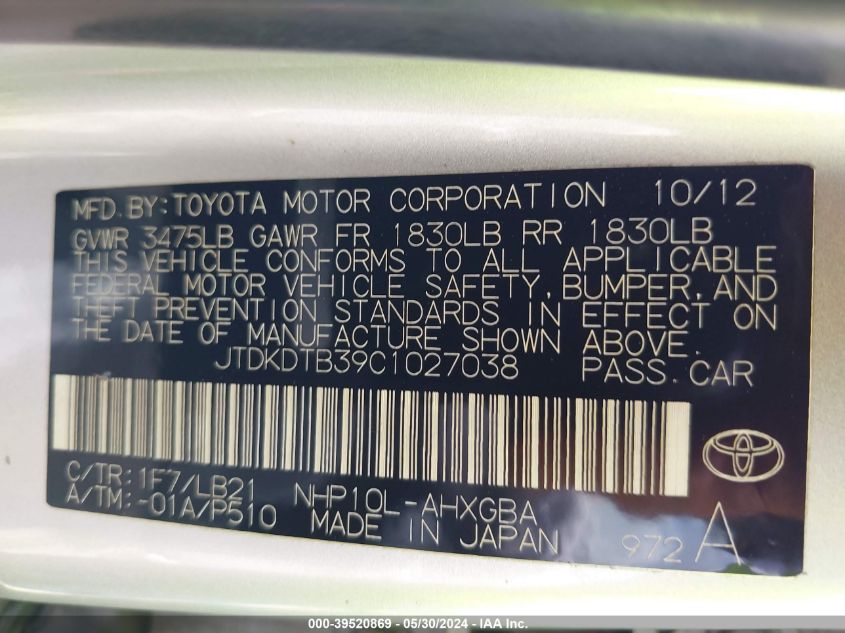 MFD.BY:TOYOTA MOTOR CORPORATION 10/12
GVWR 3475LB GAWR FR 1830LB RR 1830LB
THIS VEHICLE CONFORMS TO ALL APPLICABLE
FEDERAL MOTOR VEHICLE SAFETY,BUMPER,AND
THEFT PREVENTION STANDARDS IN EFFECT ON
THE DATE OF MANUFACTURE SHOWN ABOVE.
JTDKDTB39C1027038 PASS.CAR
C/TR:1F7/LB21 NHP10L-AHXGBA
A/TM:-01A/P510 MADE IN JAPAN 972A
000-39520869 / 05/30/2024 - IAA Inc.